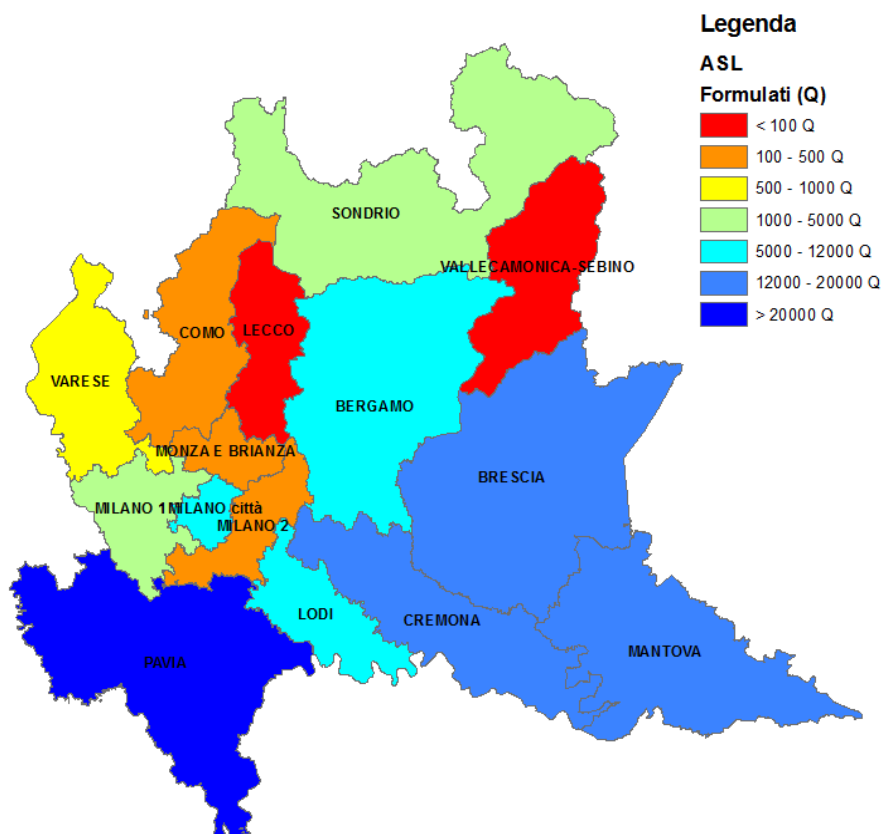 Legenda
ASL
Formulati (Q)
< 100 Q
100 - 500 Q
500 - 1000 Q
1000 - 5000 Q
5000 - 12000 Q
12000 - 20000 Q
> 20000 Q
SONDRIO
VALLECAMONICA-SEBINO
COMO
LECCO
VARESE
BERGAMO
MONZA E BRIANZA
BRESCIA
MILANO 1
MILANO città
MILANO 2
LODI
CREMONA
MANTOVA
PAVIA